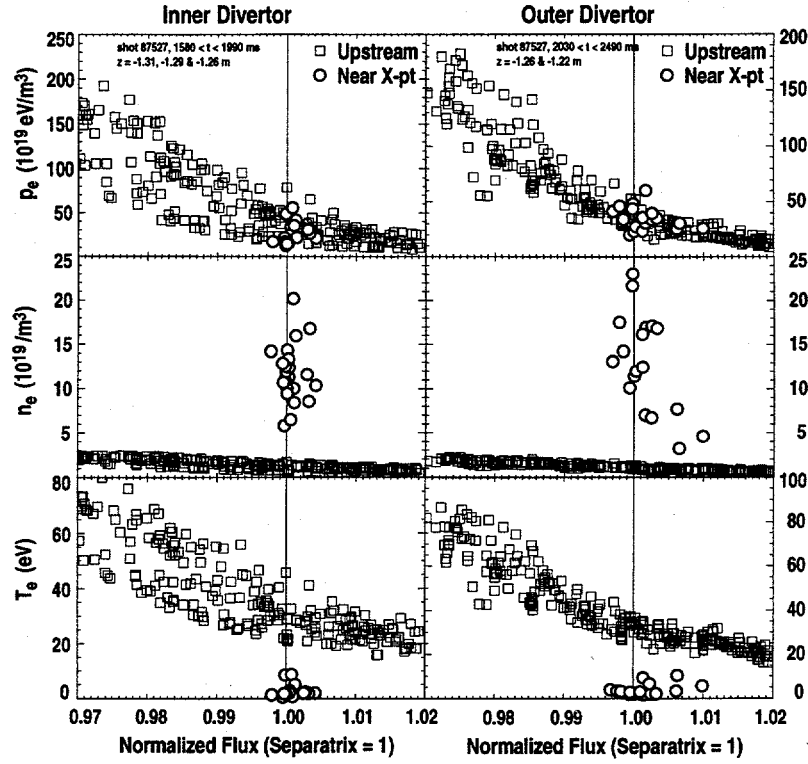 Inner Divertor Outer Divertor
shot 87527, 1580 < t < 1990 ms
z = -1.31, -1.29 & -1.26 m
Upstream
Near X-pt
shot 87527, 2030 < t < 2490 ms
z = -1.26 & -1.22 m
Upstream
Near X-pt
250
200
150
100
50
pe (10^19 eV/m^3)
200
150
100
50
25
20
15
10
5
ne (10^19/m^3)
25
20
15
10
5
80
60
40
20
0
Te (eV)
100
80
60
40
20
0
0.97 0.98 0.99 1.00 1.01 1.02 0.98 0.99 1.00 1.01 1.02
Normalized Flux (Separatrix = 1) Normalized Flux (Separatrix = 1)